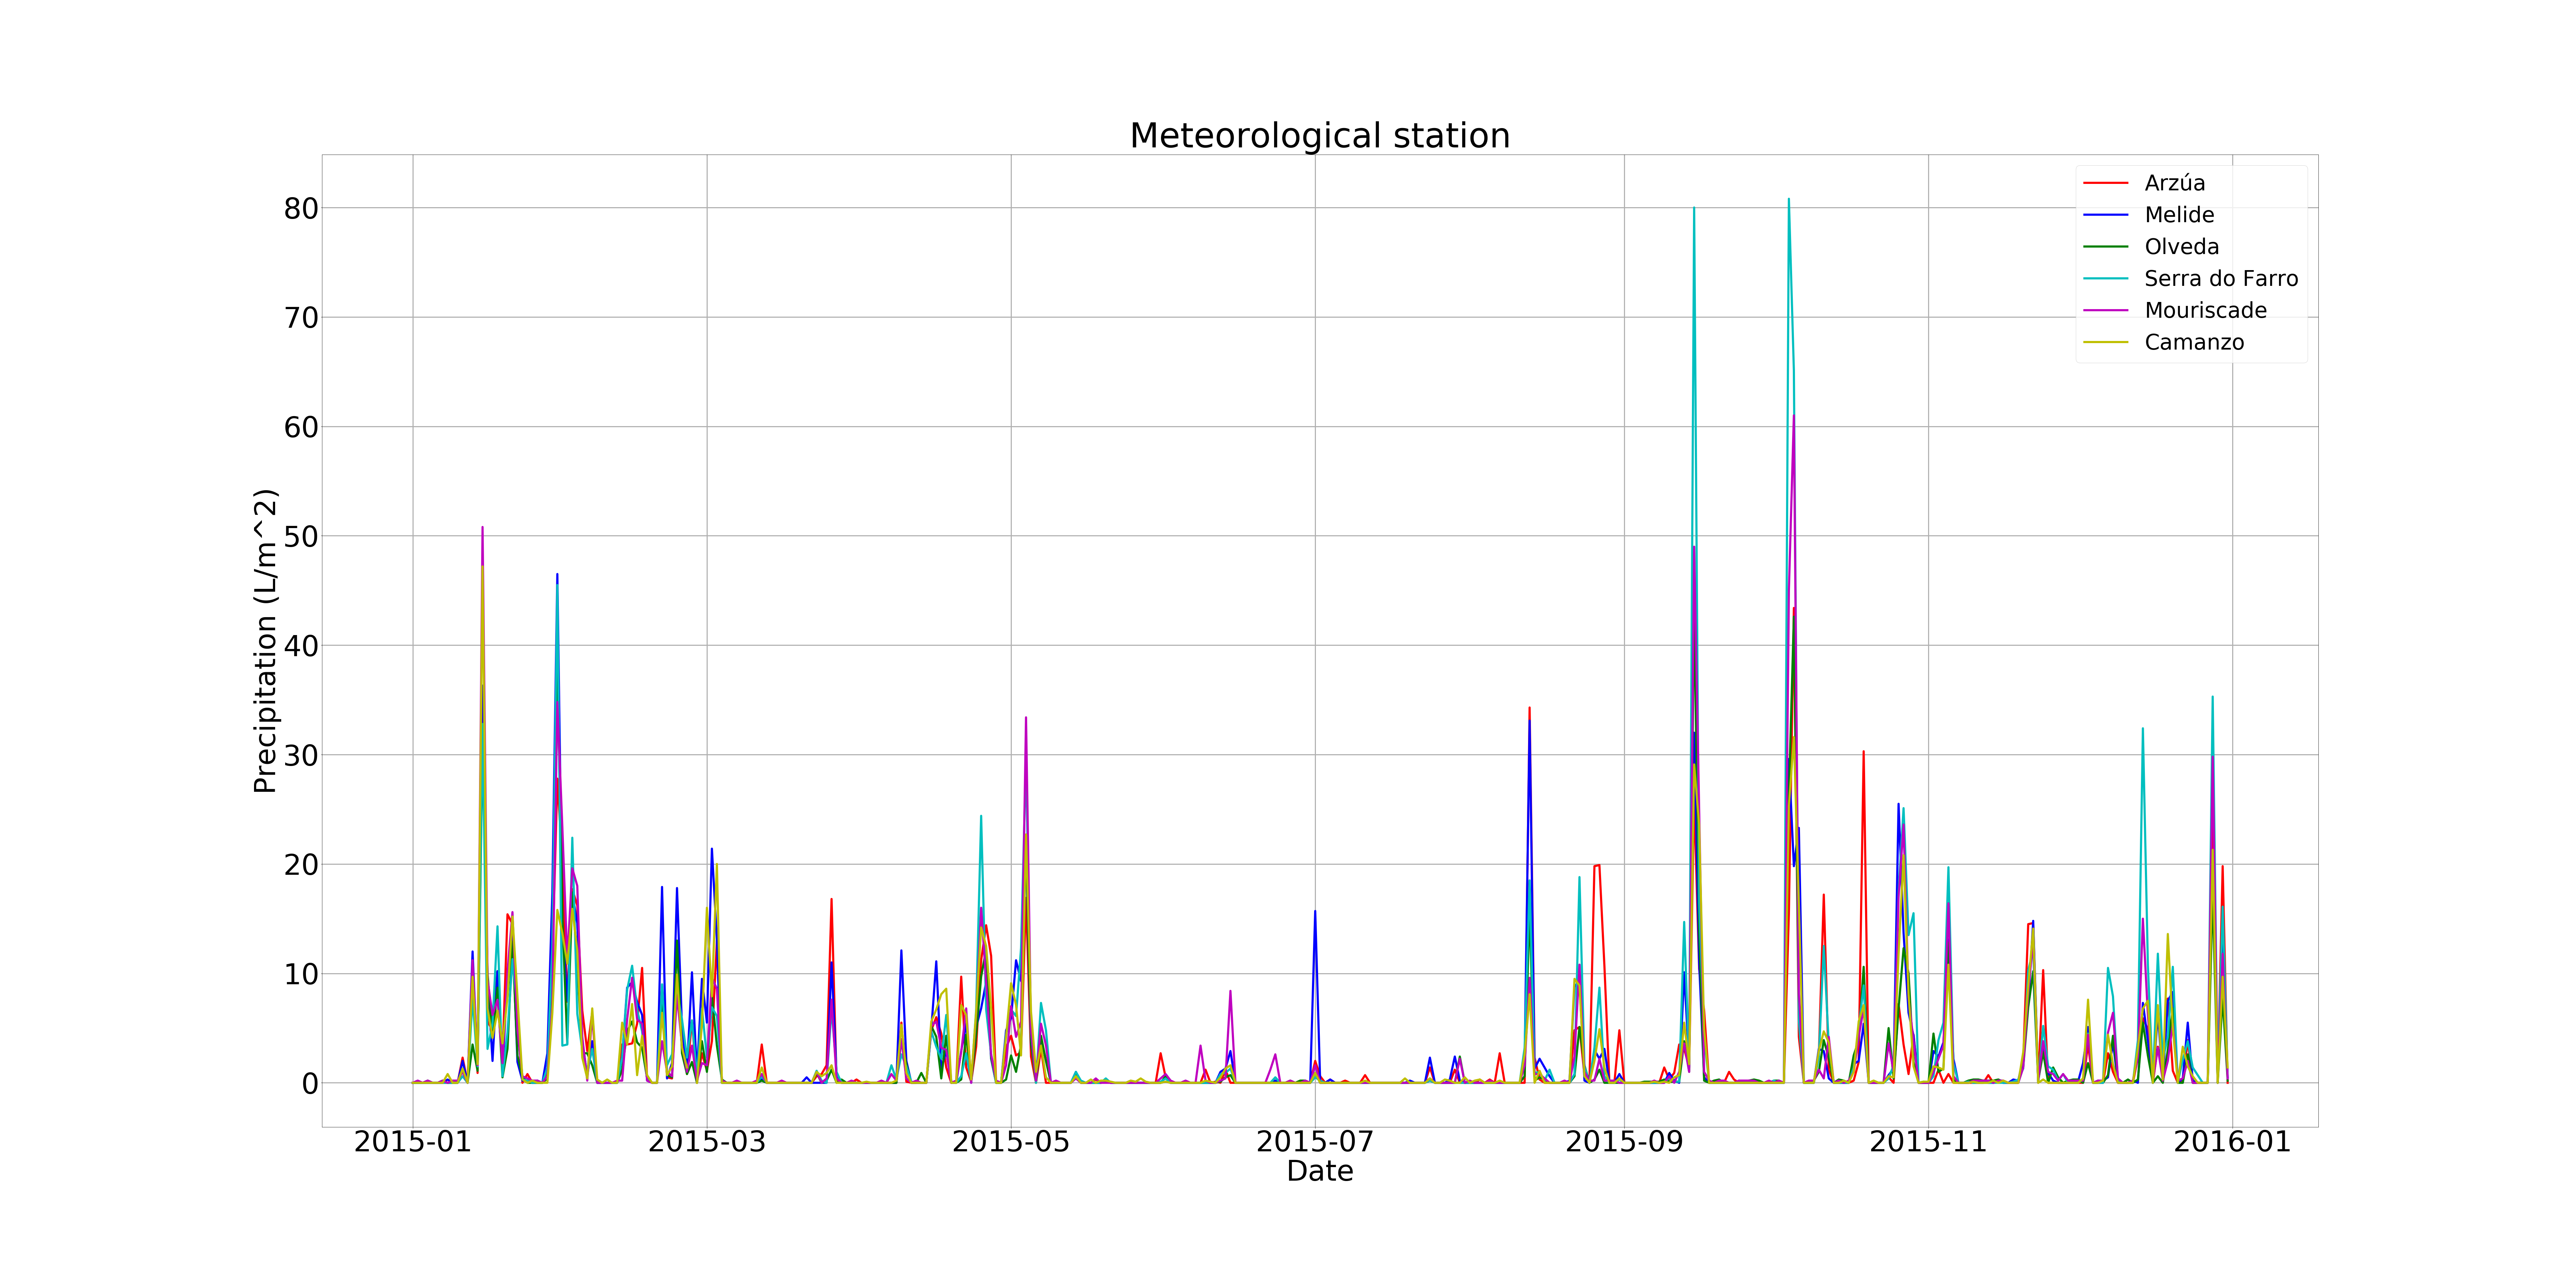 Meteorological station
Arzúa
Melide
Olveda
Serra do Farro
Mouriscade
Camanzo
Precipitation (L/m^2)
80
70
60
50
40
30
20
10
0
2015-01 2015-03 2015-05 2015-07 2015-09 2015-11 2016-01
Date